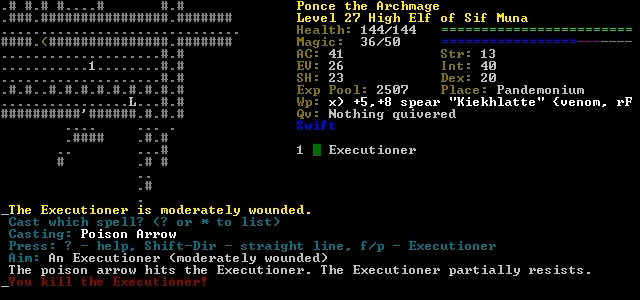 Ponce the Archmage
Level 27 High Elf of Sif Muna
Health: 144/144
Magic: 36/50
AC: 41 Str: 13
EV: 26 Int: 40
SH: 23 Dex: 20
Exp Pool: 2507 Place: Pandemonium
Wp: x) +5,+8 spear "Kiekhlatte" (venom, rF
Qv: Nothing quivered
Swift
1 Executioner
_The Executioner is moderately wounded.
Cast which spell? (? or * to list)
Casting: Poison Arrow
Press: ? - help, Shift-Dir - straight line, f/p - Executioner
Aim: An Executioner (moderately wounded)
The poison arrow hits the Executioner. The Executioner partially resists.
_You kill the Executioner!